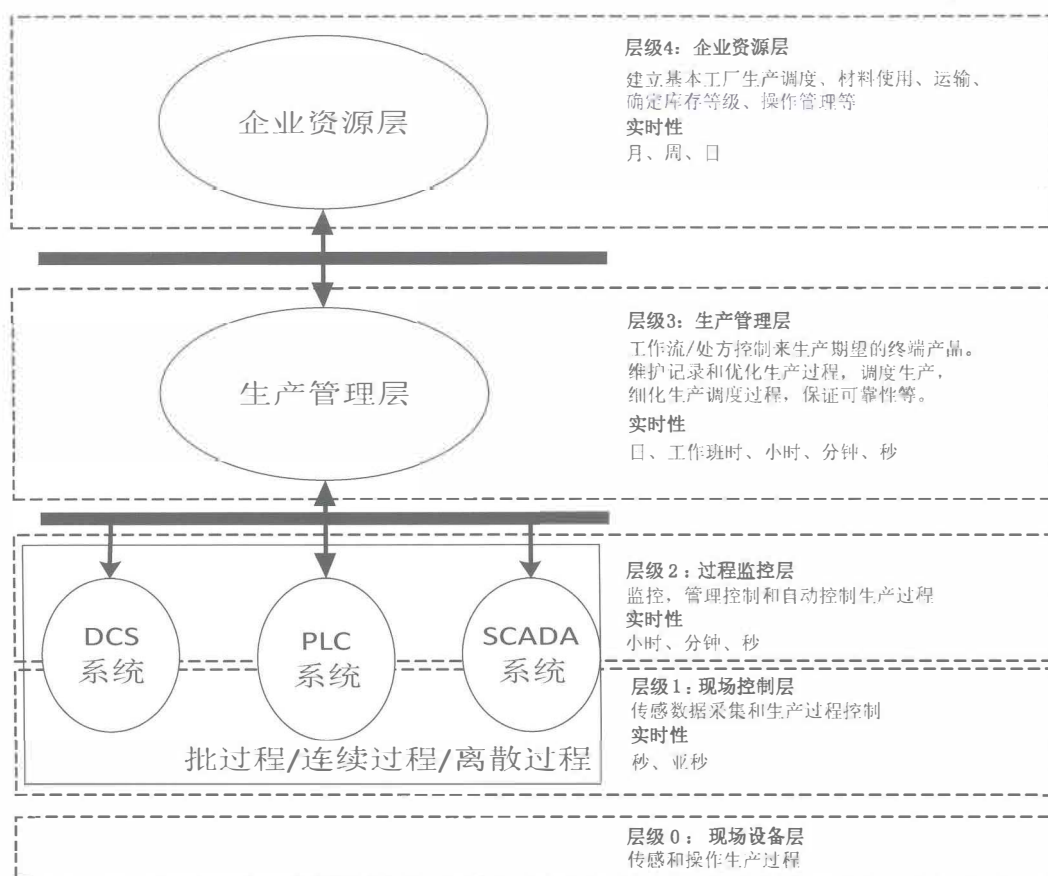 层级4：企业资源层
建立基本工厂生产调度、材料使用、运输、
确定库存等级、操作管理等
实时性
月、周、日
企业资源层
层级3：生产管理层
工作流/处方控制来生产期望的终端产品。
维护记录和优化生产过程，调度生产，
细化生产调度过程，保证可靠性等。
实时性
日、工作班时、小时、分钟、秒
生产管理层
层级2：过程监控层
监控，管理控制和自动控制生产过程
实时性
小时、分钟、秒
DCS
系统
PLC
系统
SCADA
系统
层级1：现场控制层
传感数据采集和生产过程控制
实时性
秒、亚秒
批过程/连续过程/离散过程
层级0：现场设备层
传感和操作生产过程